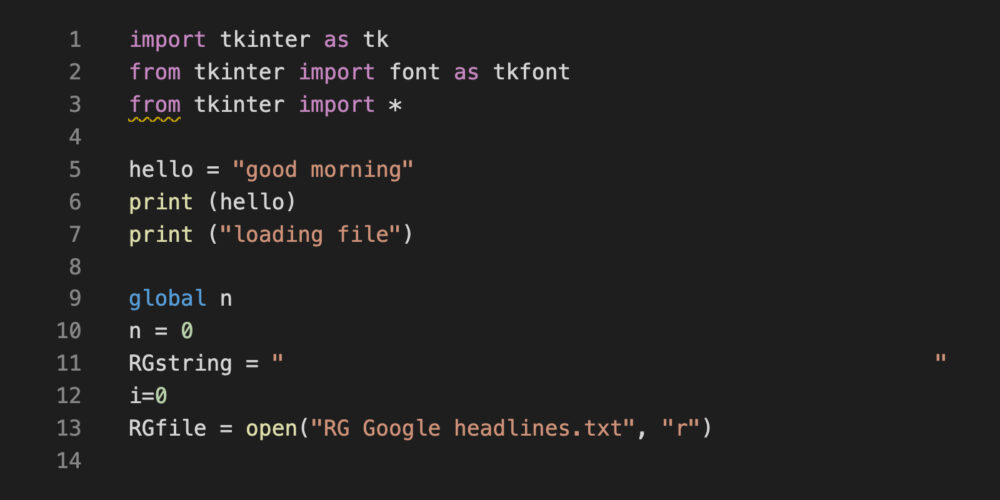 1 import tkinter as tk
2 from tkinter import font as tkfont
3 from tkinter import *
4
5 hello = "good morning"
6 print (hello)
7 print ("loading file")
8
9 global n
10 n = 0
11 RGstring = "                                                  "
12 i=0
13 RGfile = open("RG Google headlines.txt", "r")
14